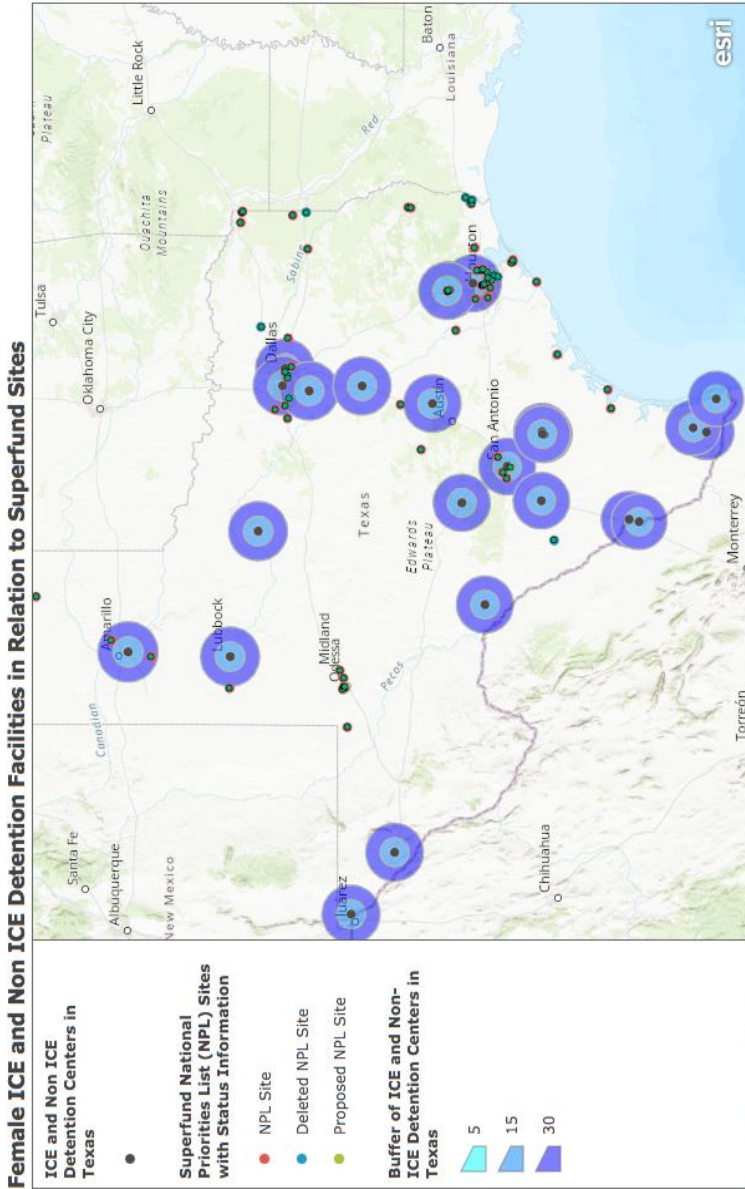 Female ICE and Non ICE Detention Facilities in Relation to Superfund Sites
ICE and Non ICE
Detention Centers in
Texas
Superfund National
Priorities List (NPL) Sites
with Status Information
NPL Site
Deleted NPL Site
Proposed NPL Site
Buffer of ICE and Non-
ICE Detention Centers in
Texas
5
15
30
Santa Fe
Albuquerque
New Mexico
Canadian
Amarillo
Lubbock
Midland
Odessa
Pecos
Juárez
Chihuahua
Torreón
Monterrey
Texas
Edwards
Plateau
San Antonio
Austin
Dallas
Sabine
Houston
Oklahoma City
Tulsa
Ouachita
Mountains
Plateau
Little Rock
Red
Louisiana
Baton
esri